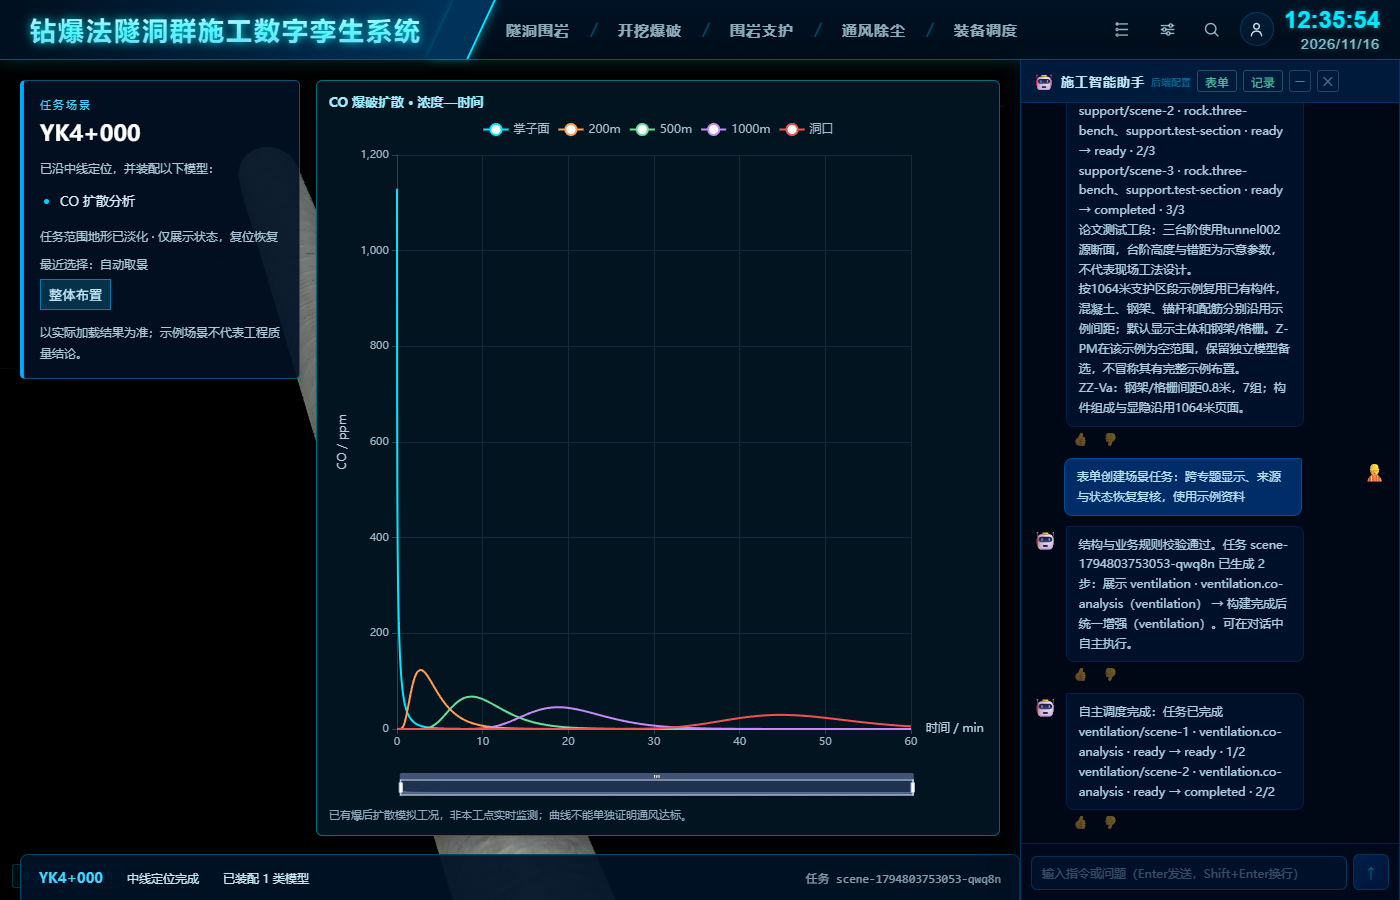 钻爆法隧洞群施工数字孪生系统
隧洞围岩 / 开挖爆破 / 围岩支护 / 通风除尘 / 装备调度
12:35:54
2026/11/16
任务场景
YK4+000
已沿中线定位，并装配以下模型：
• CO 扩散分析
任务范围地形已淡化 · 仅展示状态，复位恢复
最近选择：自动取景
整体布置
以实际加载结果为准；示例场景不代表工程质
量结论。
CO 爆破扩散 • 浓度—时间
掌子面 200m 500m 1000m 洞口
1,200
1,000
800
600
400
200
0
CO / ppm
0 10 20 30 40 50 60
时间 / min
已有爆后扩散模拟工况，非本工点实时监测；曲线不能单独证明通风达标。
YK4+000 中线定位完成 已装配 1 类模型
任务 scene-1794803753053-qwq8n
施工智能助手 后端配置 表单 记录
support/scene-2 · rock.three-
bench、support.test-section · ready
→ ready · 2/3
support/scene-3 · rock.three-
bench、support.test-section · ready
→ completed · 3/3
论文测试工段：三台阶使用tunnel002
源断面，台阶高度与错距为示意参数，
不代表现场工法设计。
按1064米支护区段示例复用已有构件，
混凝土、钢架、锚杆和配筋分别沿用示
例间距；默认显示主体和钢架/格栅。Z-
PM在该示例为空范围，保留独立模型备
选，不冒称其有完整示例布置。
ZZ-Va：钢架/格栅间距0.8米，7组；构
件组成与显隐沿用1064米页面。
表单创建场景任务：跨专题显示、来源
与状态恢复复核，使用示例资料
结构与业务规则校验通过。任务 scene-
1794803753053-qwq8n 已生成 2
步：展示 ventilation · ventilation.co-
analysis（ventilation） → 构建完成后
统一增强（ventilation）。可在对话中
自主执行。
自主调度完成：任务已完成
ventilation/scene-1 · ventilation.co-
analysis · ready → ready · 1/2
ventilation/scene-2 · ventilation.co-
analysis · ready → completed · 2/2
输入指令或问题（Enter发送，Shift+Enter换行）